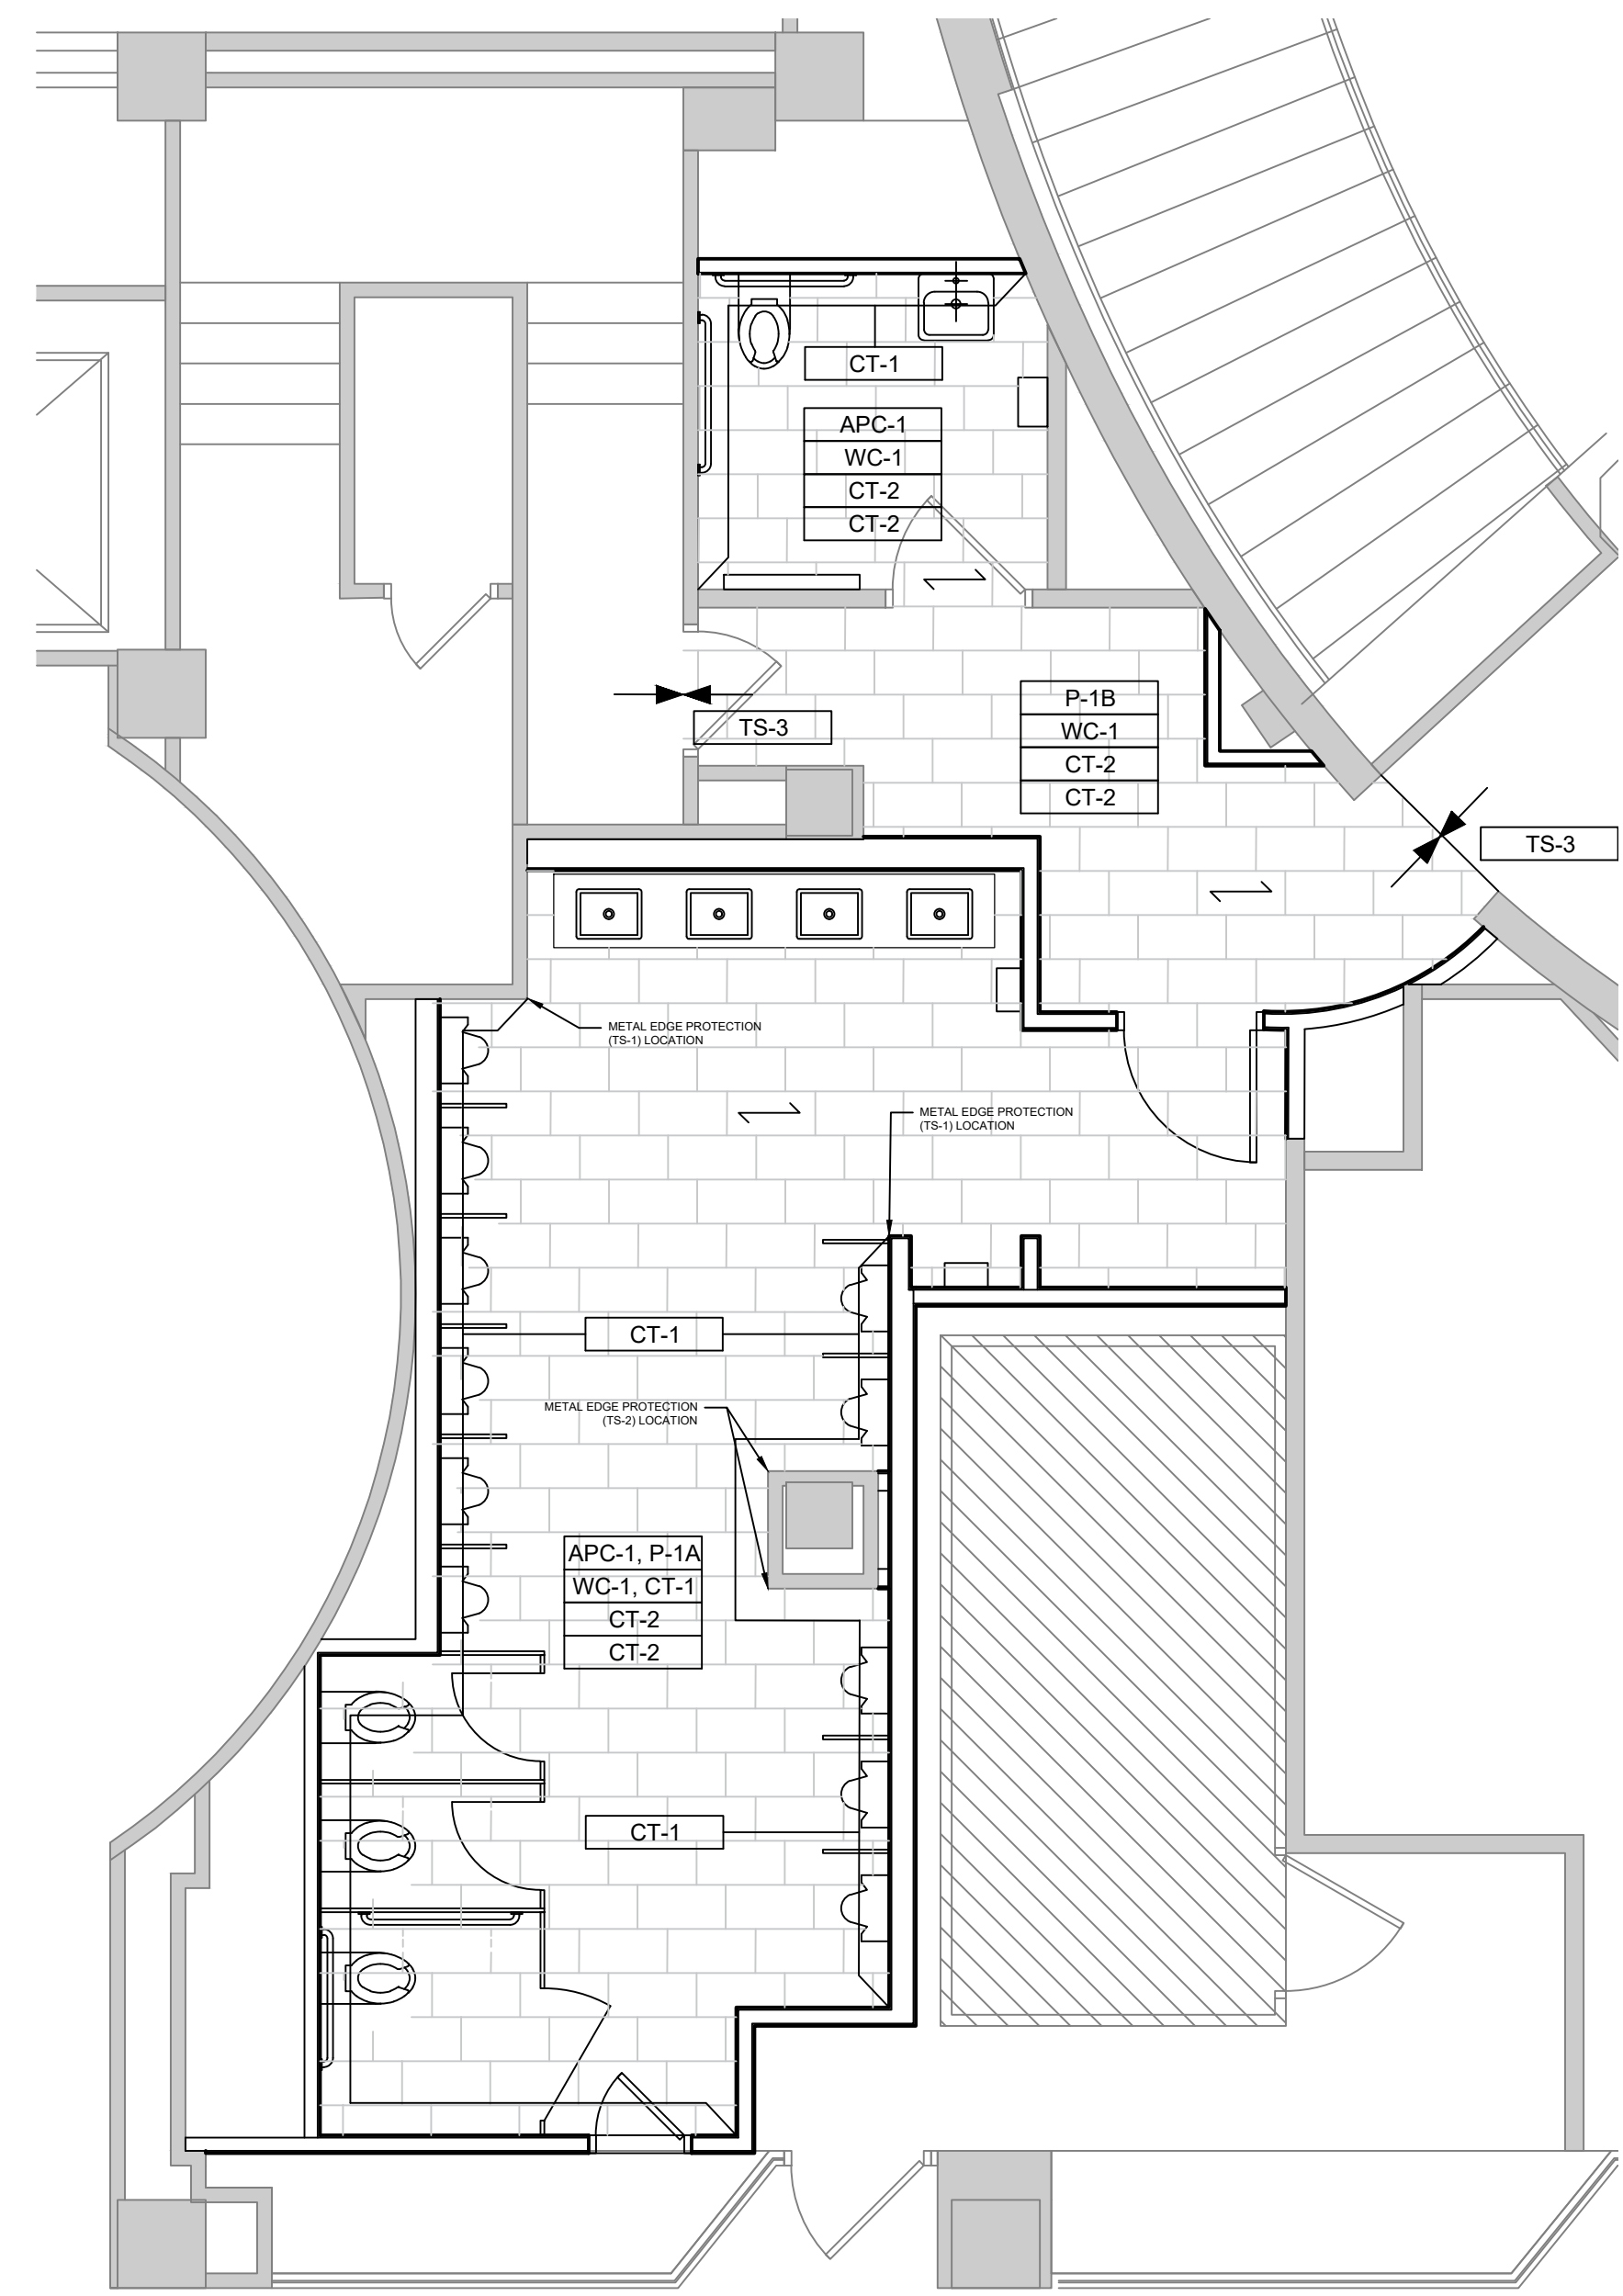 CT-1
APC-1
WC-1
CT-2
CT-2
TS-3
P-1B
WC-1
CT-2
CT-2
TS-3
METAL EDGE PROTECTION
(TS-1) LOCATION
METAL EDGE PROTECTION
(TS-1) LOCATION
CT-1
METAL EDGE PROTECTION
(TS-2) LOCATION
APC-1, P-1A
WC-1, CT-1
CT-2
CT-2
CT-1